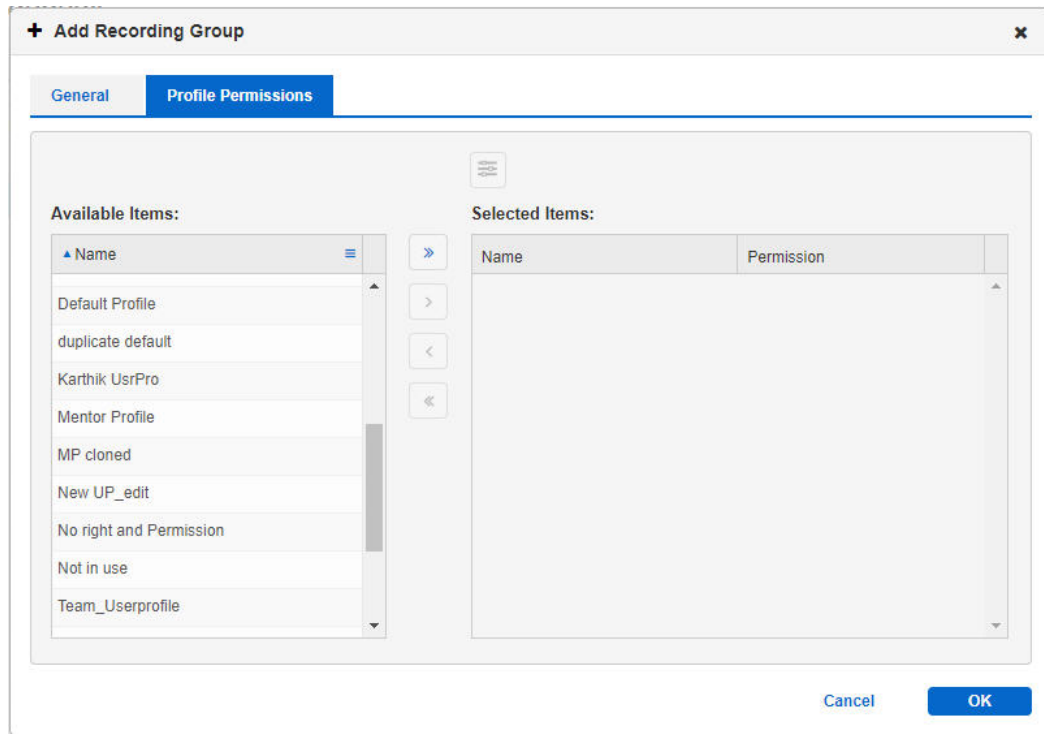 + Add Recording Group
General Profile Permissions
Available Items: Selected Items:
Name Name Permission
Default Profile
duplicate default
Karthik UsrPro
Mentor Profile
MP cloned
New UP_edit
No right and Permission
Not in use
Team_Userprofile
Cancel OK